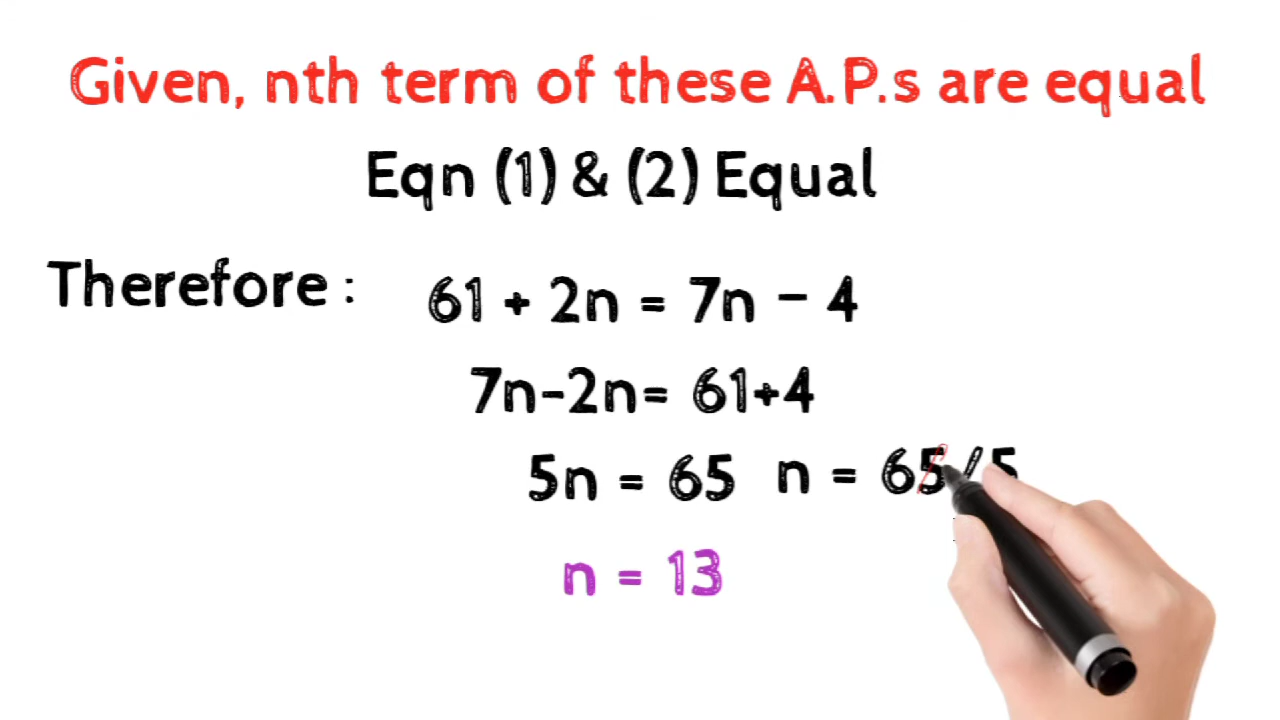 Given, nth term of these A.P.s are equal
Eqn (1) & (2) Equal
Therefore : 61 + 2n = 7n - 4
7n-2n= 61+4
5n = 65 n = 65/5
n = 13